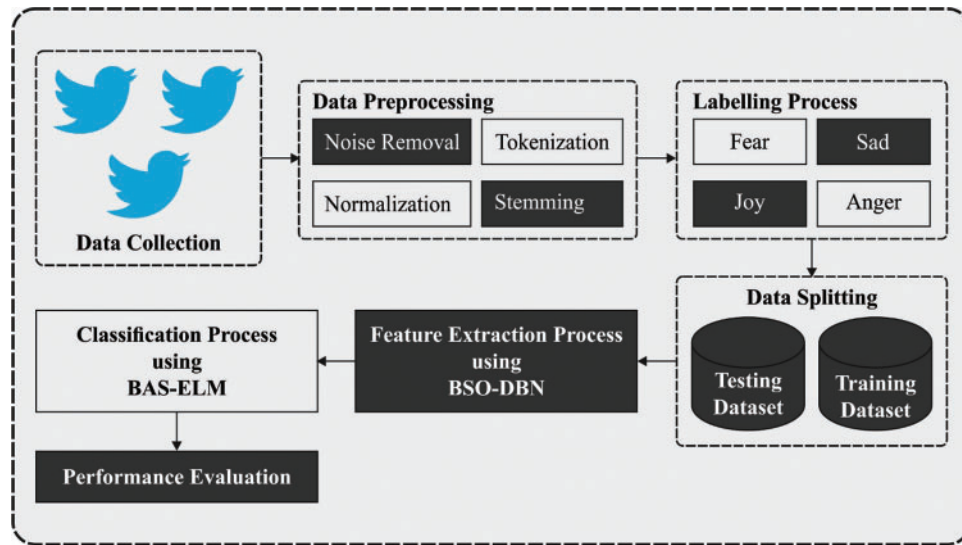 Data Collection
Data Preprocessing
Noise Removal
Tokenization
Normalization
Stemming
Labelling Process
Fear
Sad
Joy
Anger
Data Splitting
Testing
Dataset
Training
Dataset
Feature Extraction Process
using
BSO-DBN
Classification Process
using
BAS-ELM
Performance Evaluation